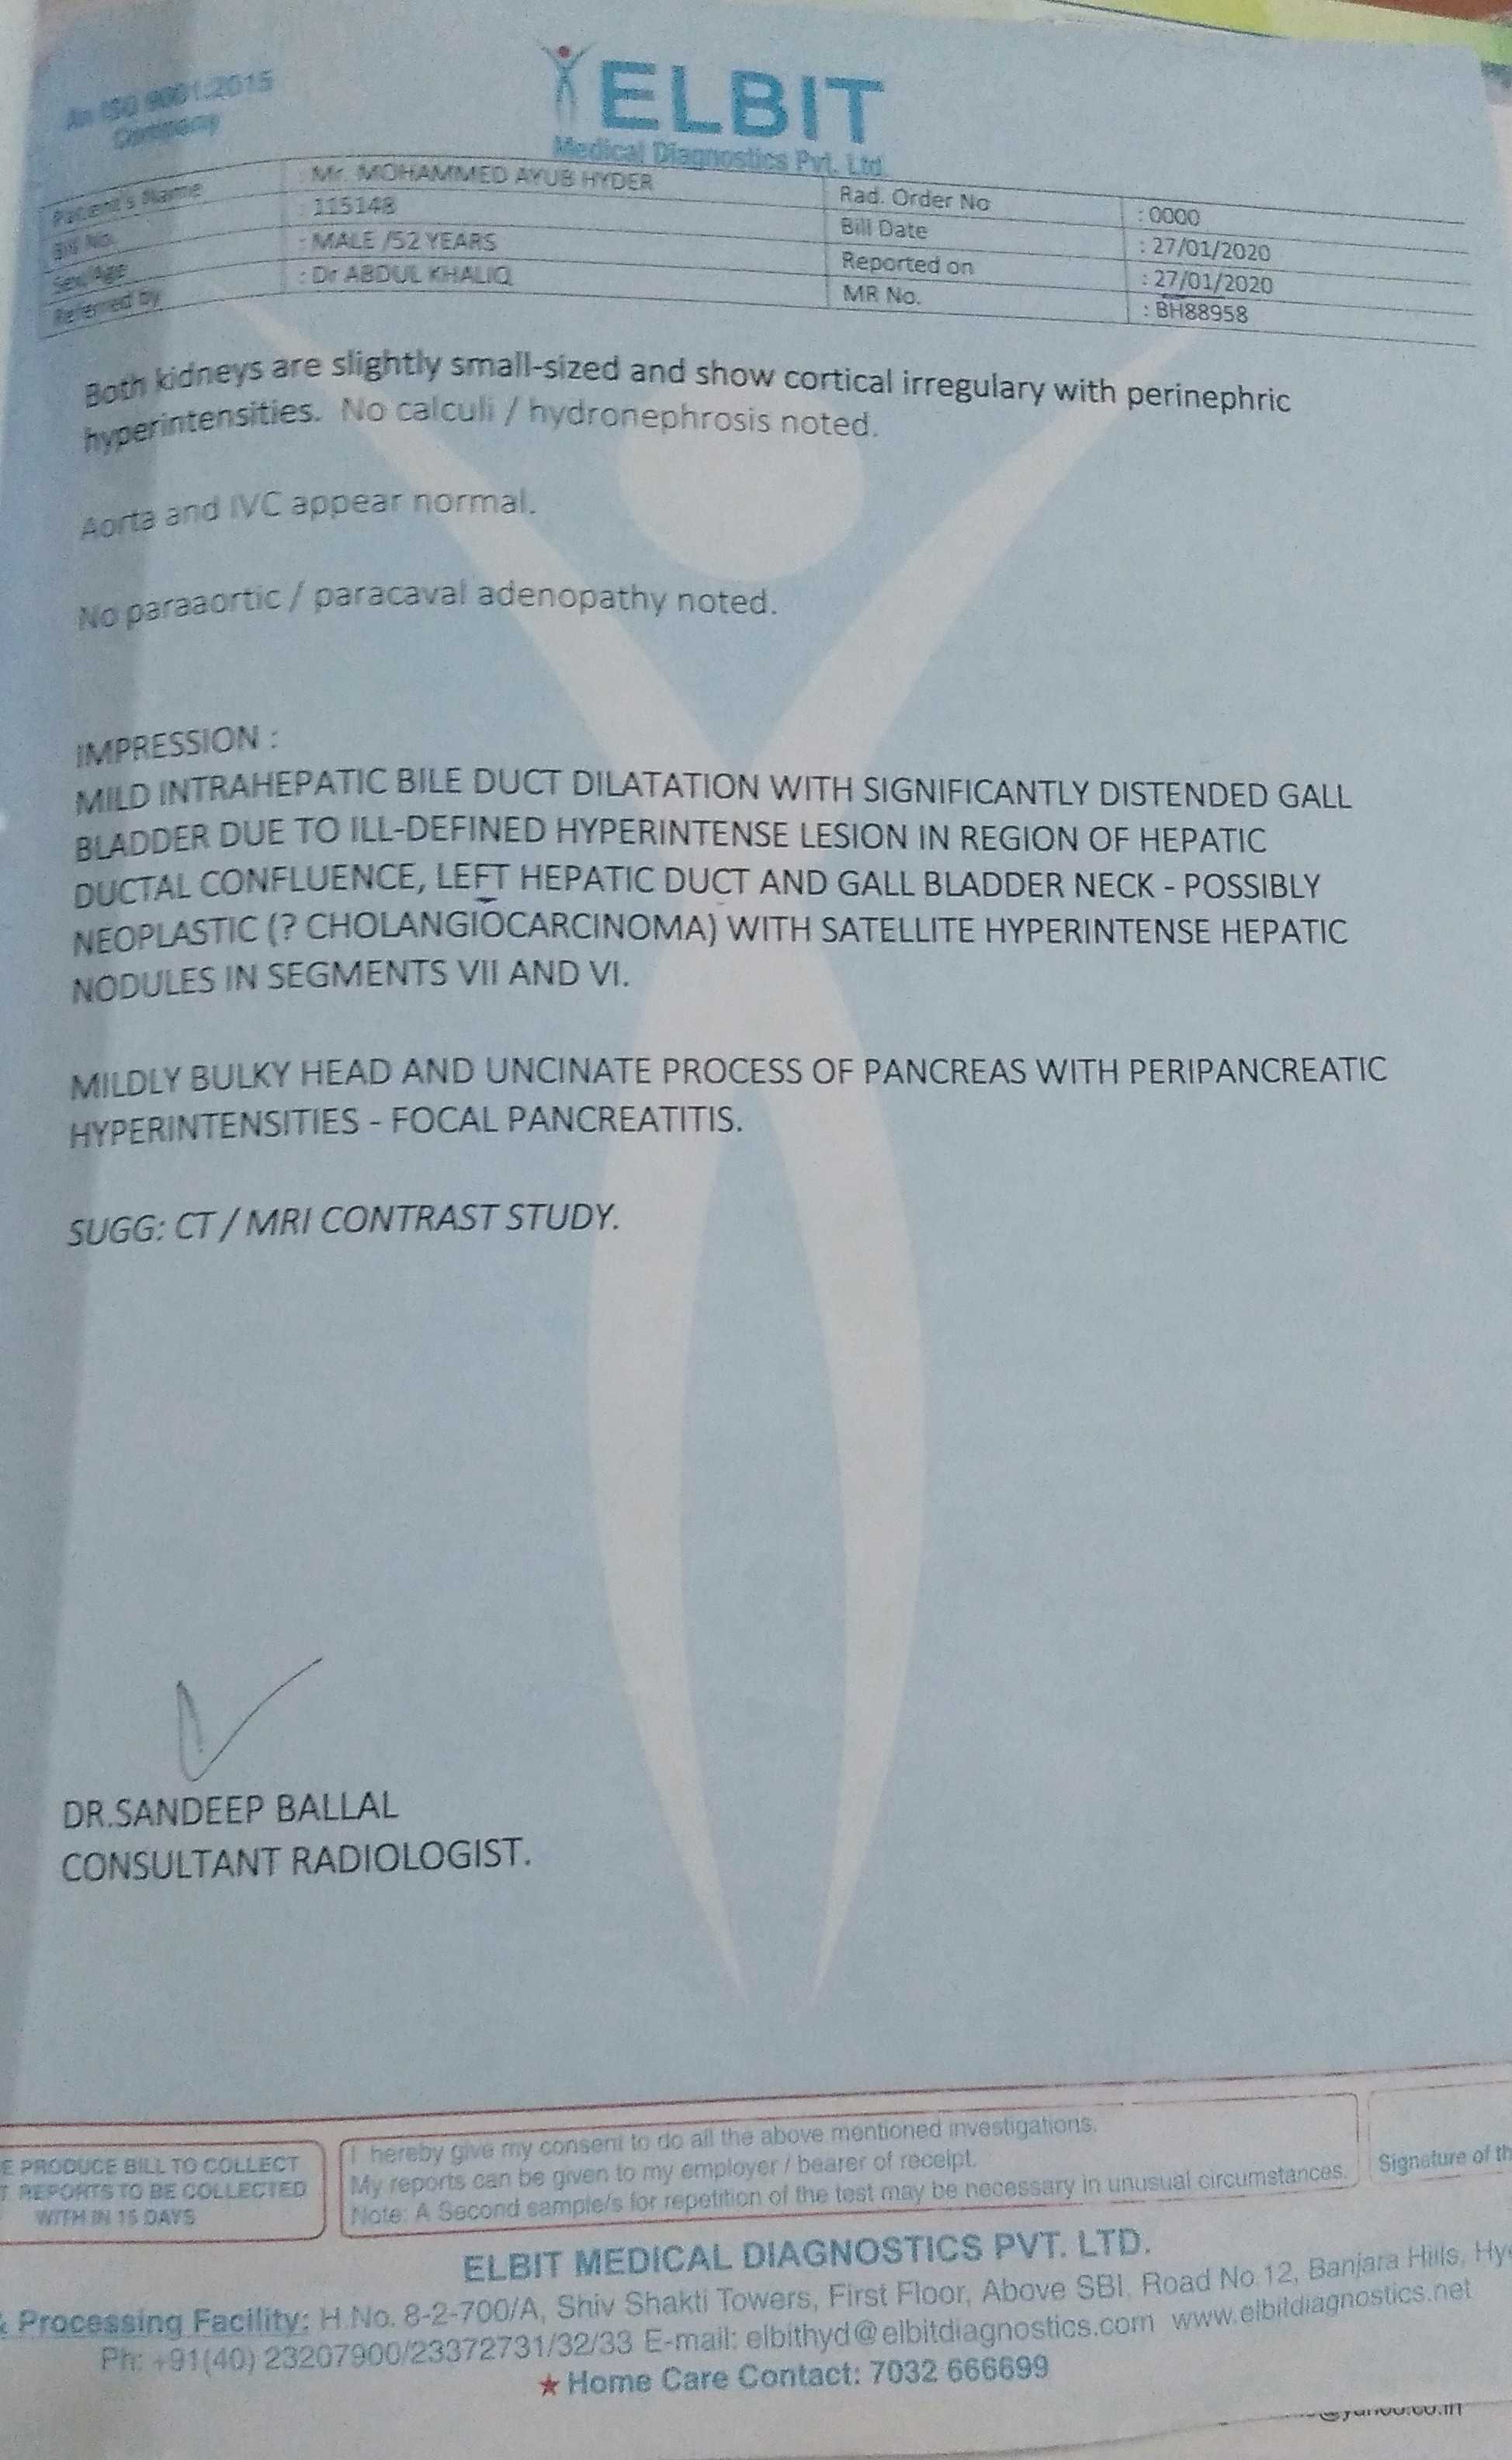 An ISO 9001:2015
Company
ELBIT
Medical Diagnostics Pvt. Ltd.
Patient's Name : Mr. MOHAMMED AYUB HYDER Rad. Order No : 0000
Bill No. : 115148 Bill Date : 27/01/2020
Sex/Age : MALE /52 YEARS Reported on : 27/01/2020
Referred by : Dr ABDUL KHALIQ MR No. : BH88958
Both kidneys are slightly small-sized and show cortical irregulary with perinephric
hyperintensities. No calculi / hydronephrosis noted.
Aorta and IVC appear normal.
No paraaortic / paracaval adenopathy noted.
IMPRESSION :
MILD INTRAHEPATIC BILE DUCT DILATATION WITH SIGNIFICANTLY DISTENDED GALL
BLADDER DUE TO ILL-DEFINED HYPERINTENSE LESION IN REGION OF HEPATIC
DUCTAL CONFLUENCE, LEFT HEPATIC DUCT AND GALL BLADDER NECK - POSSIBLY
NEOPLASTIC (? CHOLANGIOCARCINOMA) WITH SATELLITE HYPERINTENSE HEPATIC
NODULES IN SEGMENTS VII AND VI.
MILDLY BULKY HEAD AND UNCINATE PROCESS OF PANCREAS WITH PERIPANCREATIC
HYPERINTENSITIES - FOCAL PANCREATITIS.
SUGG: CT / MRI CONTRAST STUDY.
DR.SANDEEP BALLAL
CONSULTANT RADIOLOGIST.
E PRODUCE BILL TO COLLECT
T REPORTS TO BE COLLECTED
WITH IN 15 DAYS
I hereby give my consent to do all the above mentioned investigations.
My reports can be given to my employer / bearer of receipt.
Note: A Second sample/s for repetition of the test may be necessary in unusual circumstances.
Signature of th
ELBIT MEDICAL DIAGNOSTICS PVT. LTD.
& Processing Facility: H.No. 8-2-700/A, Shiv Shakti Towers, First Floor, Above SBI, Road No.12, Banjara Hills, Hy
Ph: +91(40) 23207900/23372731/32/33 E-mail: elbithyd@elbitdiagnostics.com www.elbitdiagnostics.net
★ Home Care Contact: 7032 666699
@yahoo.co.in